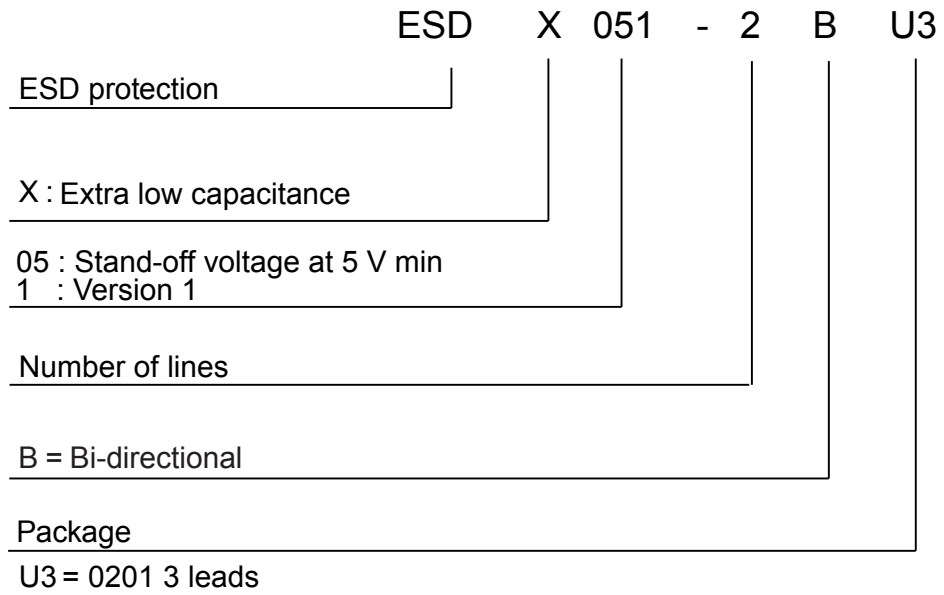 ESD X 051 - 2 B U3
ESD protection
X : Extra low capacitance
05 : Stand-off voltage at 5 V min
1 : Version 1
Number of lines
B = Bi-directional
Package
U3 = 0201 3 leads